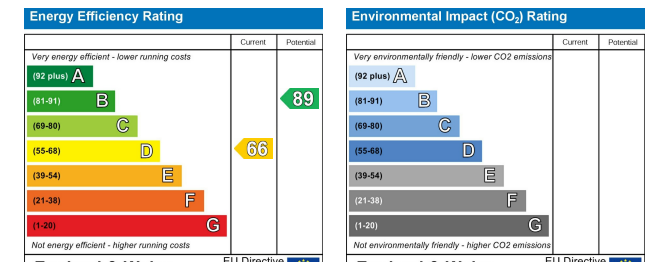 Energy Efficiency Rating
Current Potential
Very energy efficient - lower running costs
(92 plus) A
(81-91) B
89
(69-80) C
(55-68) D
66
(39-54) E
(21-38) F
(1-20) G
Not energy efficient - higher running costs
EU Directive
Environmental Impact (CO₂) Rating
Current Potential
Very environmentally friendly - lower CO2 emissions
(92 plus) A
(81-91) B
(69-80) C
(55-68) D
(39-54) E
(21-38) F
(1-20) G
Not environmentally friendly - higher CO2 emissions
EU Directive